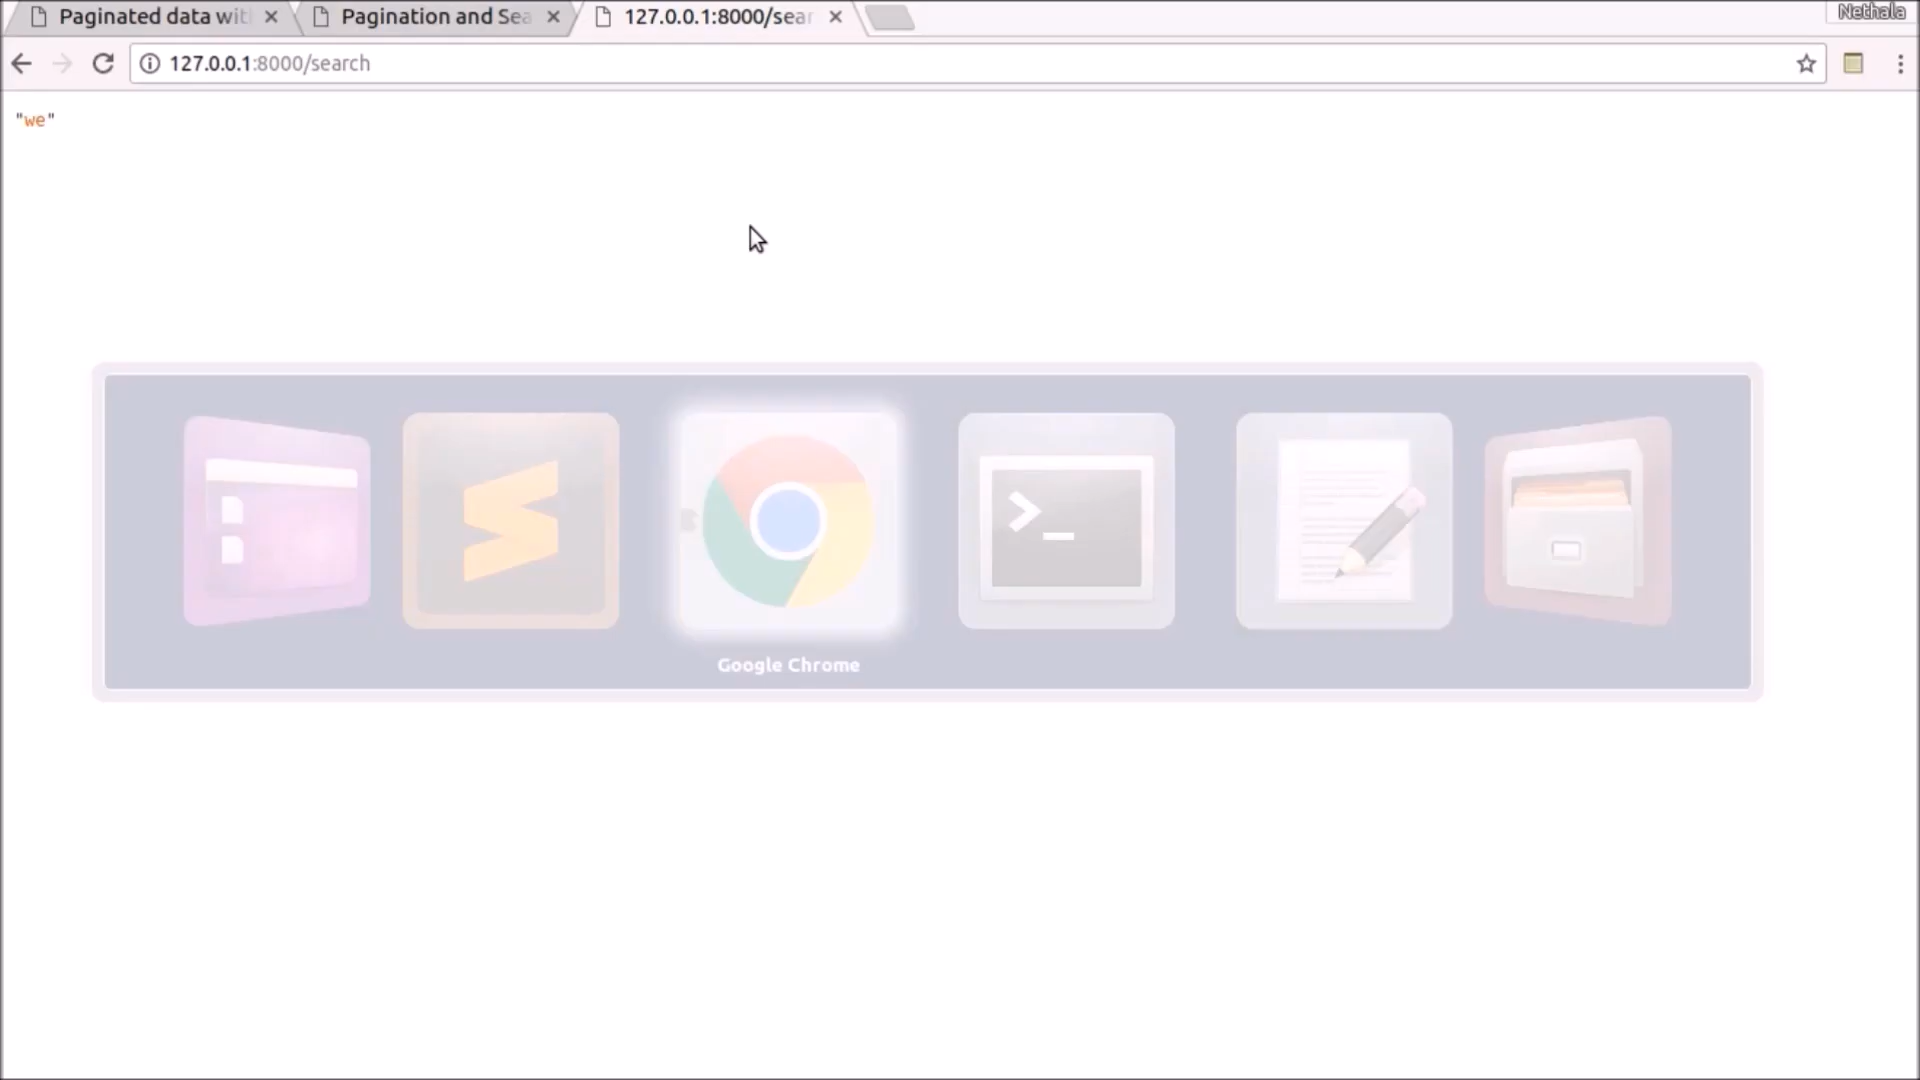 Paginated data wit
Pagination and Sea
127.0.0.1:8000/sear
Nethala
127.0.0.1:8000/search
"we"
>_
Google Chrome